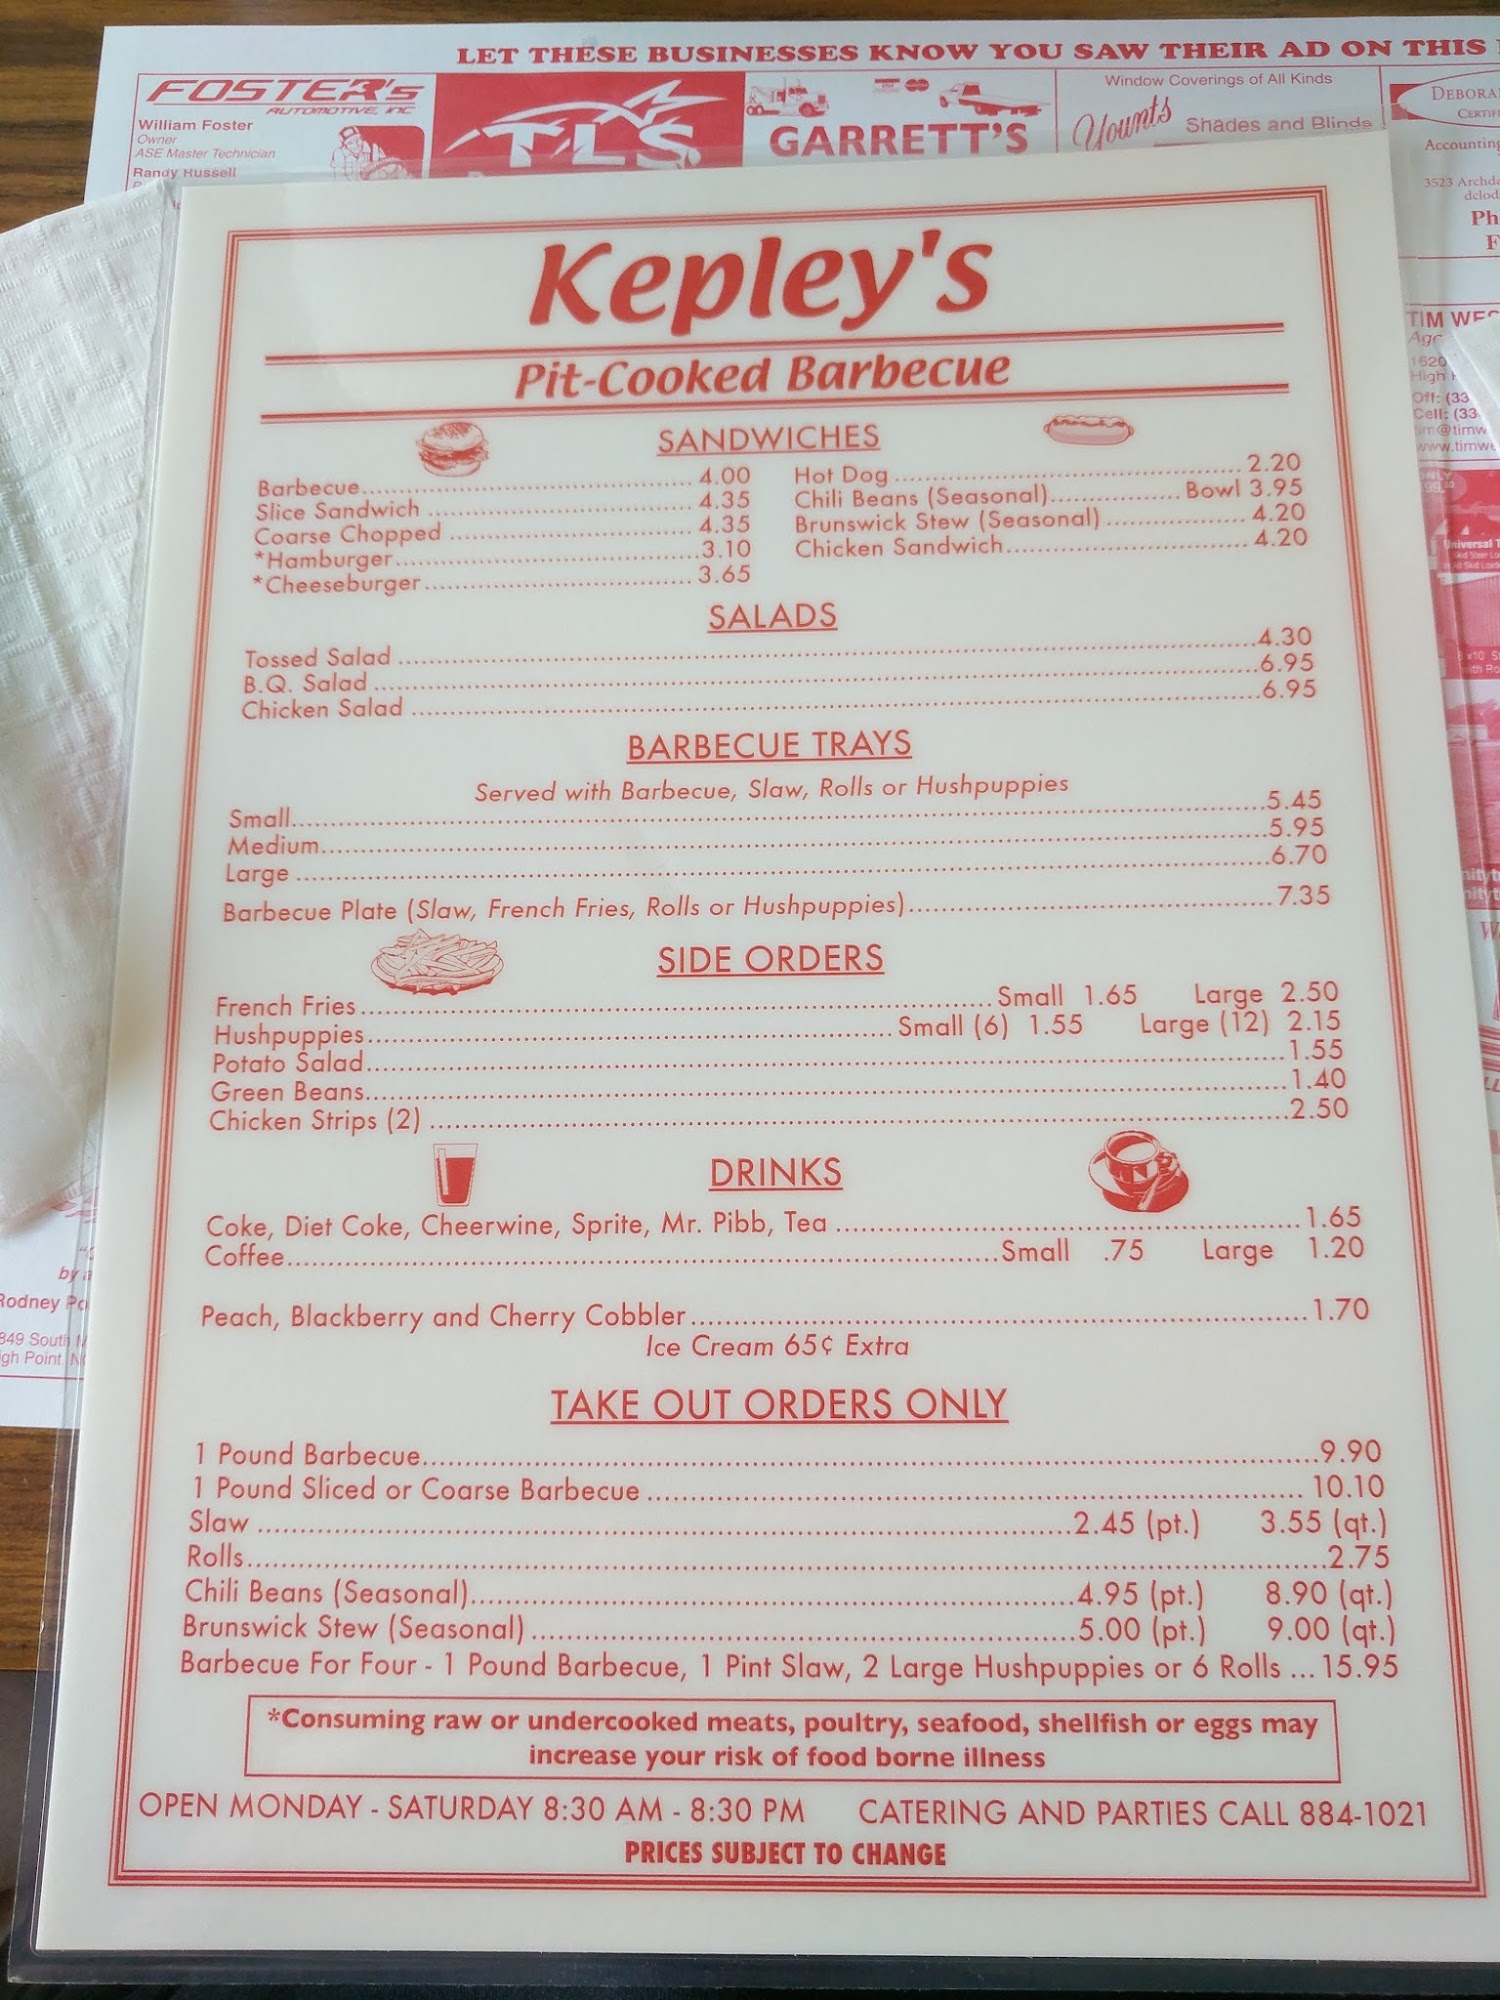 LET THESE BUSINESSES KNOW YOU SAW THEIR AD ON THIS
FOSTER's
AUTOMOTIVE, INC
William Foster
Owner
ASE Master Technician
Randy Russell
TLS
GARRETT'S
Window Coverings of All Kinds
Younts Shades and Blinds
Accounting
Kepley's
Pit-Cooked Barbecue
SANDWICHES
Barbecue 4.00
Slice Sandwich 4.35
Coarse Chopped 4.35
*Hamburger 3.10
*Cheeseburger 3.65
Hot Dog 2.20
Chili Beans (Seasonal) Bowl 3.95
Brunswick Stew (Seasonal) 4.20
Chicken Sandwich 4.20
SALADS
Tossed Salad 4.30
B.Q. Salad 6.95
Chicken Salad 6.95
BARBECUE TRAYS
Served with Barbecue, Slaw, Rolls or Hushpuppies
Small 5.45
Medium 5.95
Large 6.70
Barbecue Plate (Slaw, French Fries, Rolls or Hushpuppies) 7.35
SIDE ORDERS
French Fries Small 1.65 Large 2.50
Hushpuppies Small (6) 1.55 Large (12) 2.15
Potato Salad 1.55
Green Beans 1.40
Chicken Strips (2) 2.50
DRINKS
Coke, Diet Coke, Cheerwine, Sprite, Mr. Pibb, Tea 1.65
Coffee Small .75 Large 1.20
Peach, Blackberry and Cherry Cobbler 1.70
Ice Cream 65¢ Extra
TAKE OUT ORDERS ONLY
1 Pound Barbecue 9.90
1 Pound Sliced or Coarse Barbecue 10.10
Slaw 2.45 (pt.) 3.55 (qt.)
Rolls 2.75
Chili Beans (Seasonal) 4.95 (pt.) 8.90 (qt.)
Brunswick Stew (Seasonal) 5.00 (pt.) 9.00 (qt.)
Barbecue For Four - 1 Pound Barbecue, 1 Pint Slaw, 2 Large Hushpuppies or 6 Rolls ... 15.95
*Consuming raw or undercooked meats, poultry, seafood, shellfish or eggs may
increase your risk of food borne illness
OPEN MONDAY - SATURDAY 8:30 AM - 8:30 PM CATERING AND PARTIES CALL 884-1021
PRICES SUBJECT TO CHANGE